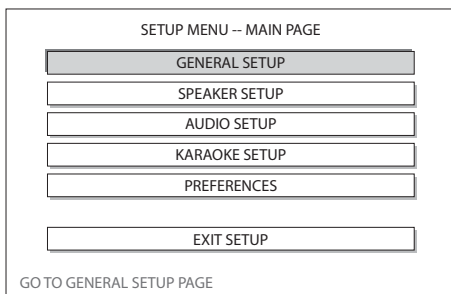 SETUP MENU -- MAIN PAGE
GENERAL SETUP
SPEAKER SETUP
AUDIO SETUP
KARAOKE SETUP
PREFERENCES
EXIT SETUP
GO TO GENERAL SETUP PAGE